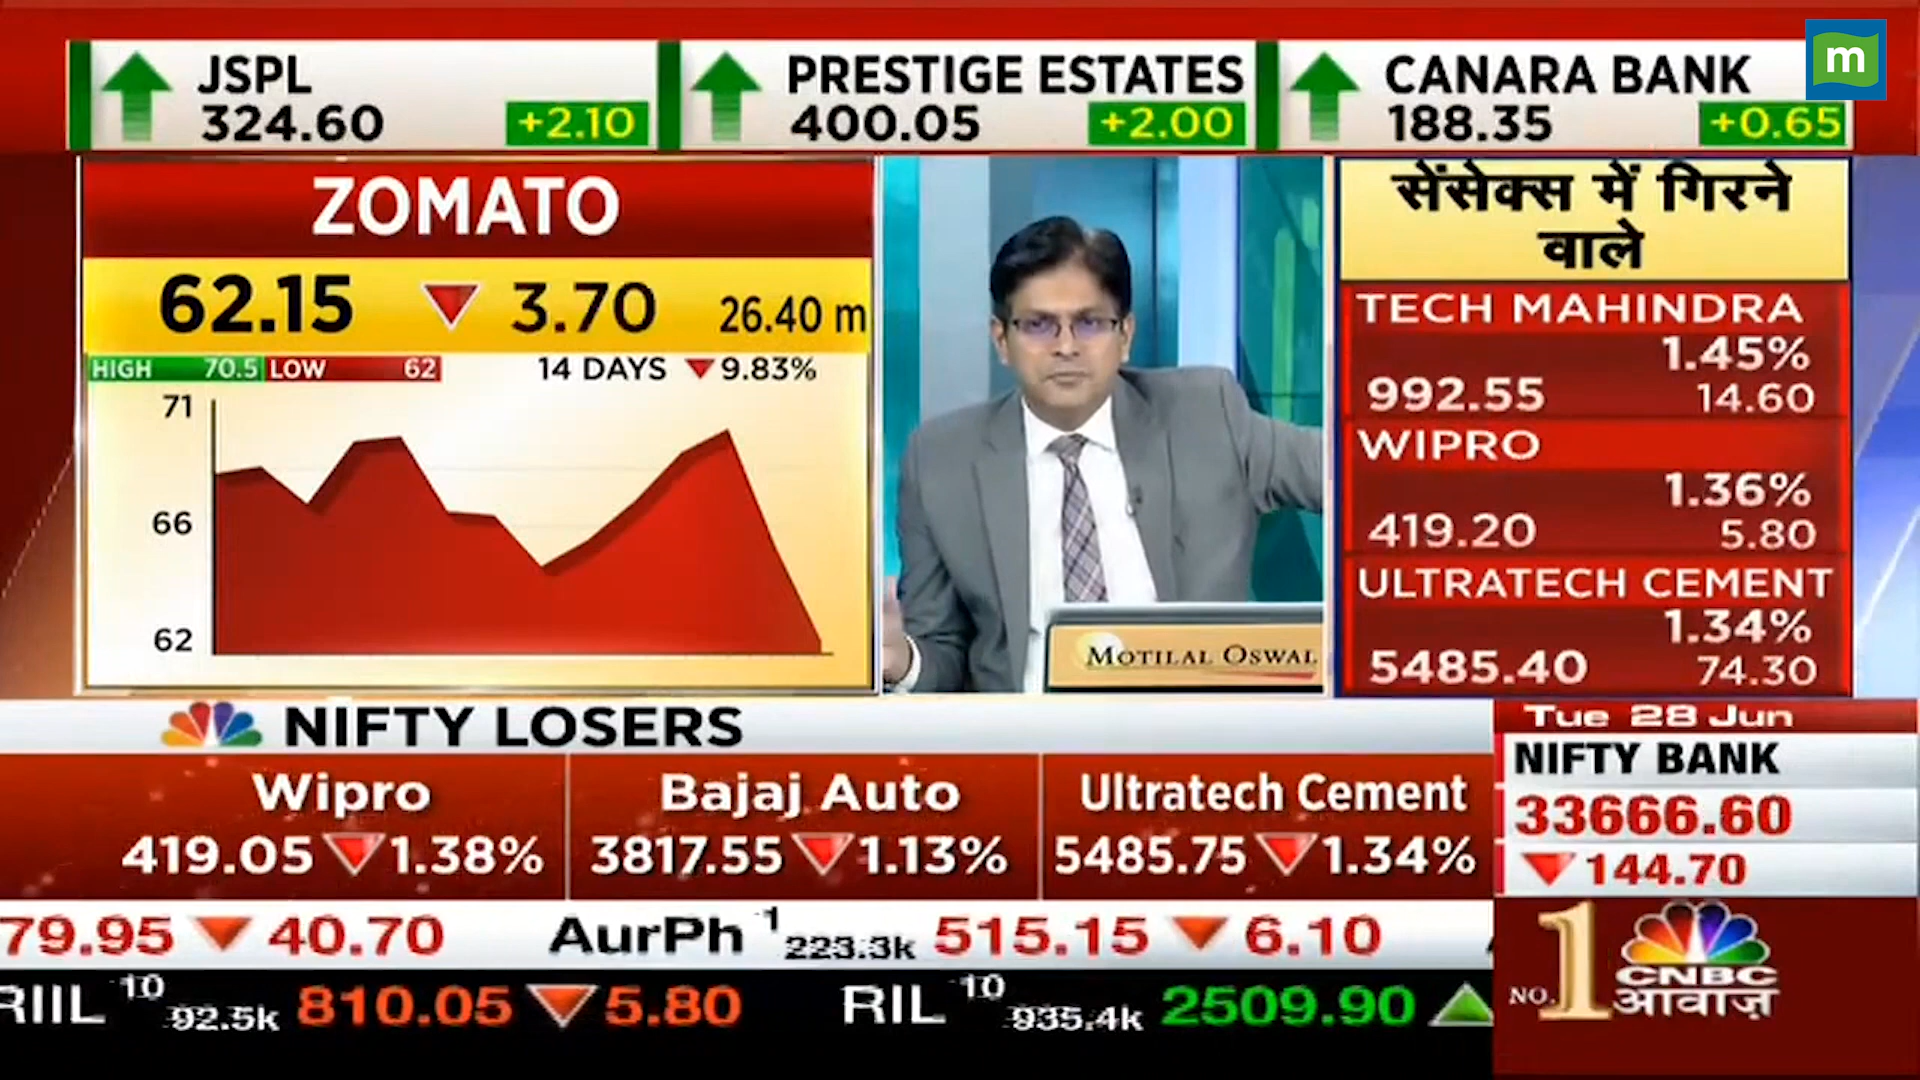 JSPL
324.60 +2.10
PRESTIGE ESTATES
400.05 +2.00
CANARA BANK
188.35 +0.65
m
ZOMATO
62.15 3.70 26.40 m
HIGH 70.5 LOW 62 14 DAYS 9.83%
71
66
62
MOTILAL OSWAL
सेंसेक्स में गिरने
वाले
TECH MAHINDRA
1.45%
992.55 14.60
WIPRO
1.36%
419.20 5.80
ULTRATECH CEMENT
1.34%
5485.40 74.30
NIFTY LOSERS
Wipro
419.05 1.38%
Bajaj Auto
3817.55 1.13%
Ultratech Cement
5485.75 1.34%
Tue 28 Jun
NIFTY BANK
33666.60
144.70
79.95 40.70 AurPh 1 223.3k 515.15 6.10
RIIL 10 92.5k 810.05 5.80 RIL 10 935.4k 2509.90
NO. 1 CNBC
आवाज़